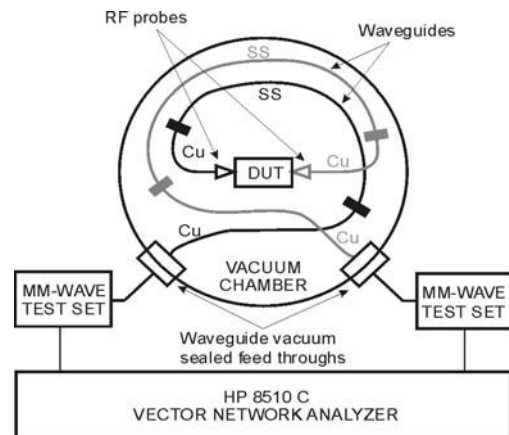 RF probes
Waveguides
SS
SS
Cu
DUT
Cu
Cu
Cu
VACUUM
CHAMBER
MM-WAVE
TEST SET
MM-WAVE
TEST SET
Waveguide vacuum
sealed feed throughs
HP 8510 C
VECTOR NETWORK ANALYZER